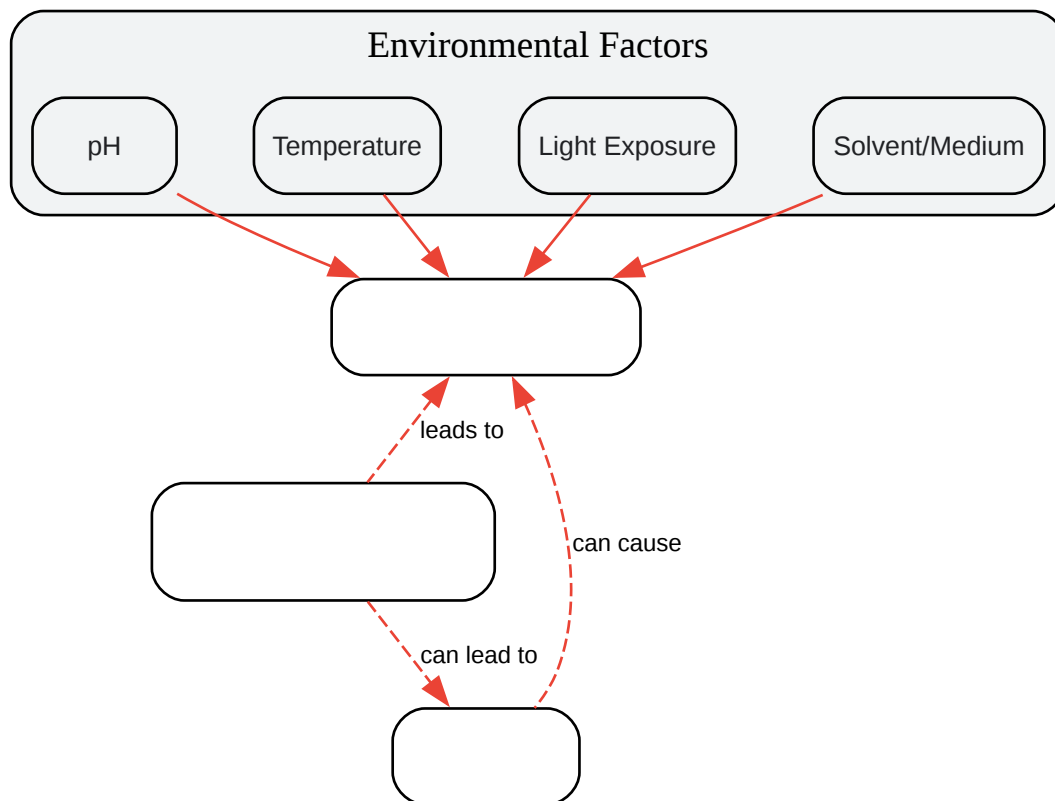 Environmental Factors
pH
Temperature
Light Exposure
Solvent/Medium
leads to
can cause
can lead to